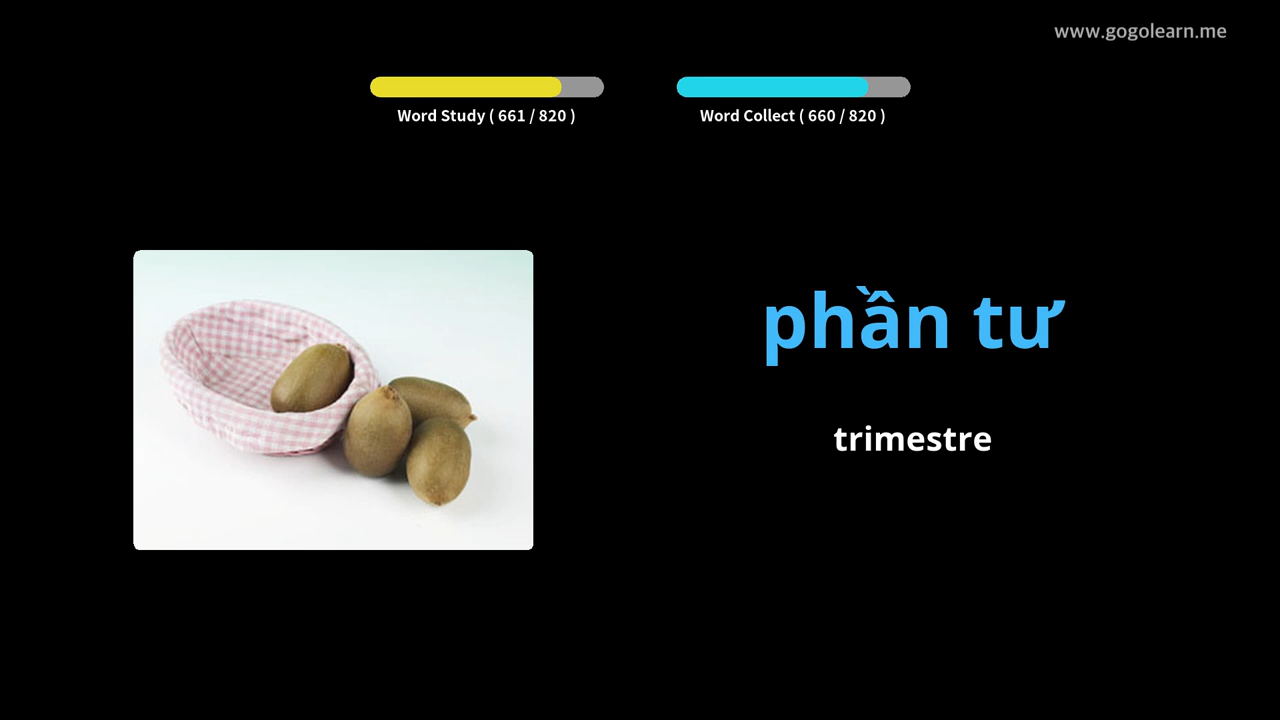 www.gogolearn.me
Word Study ( 661 / 820 )
Word Collect ( 660 / 820 )
phần tư
trimestre